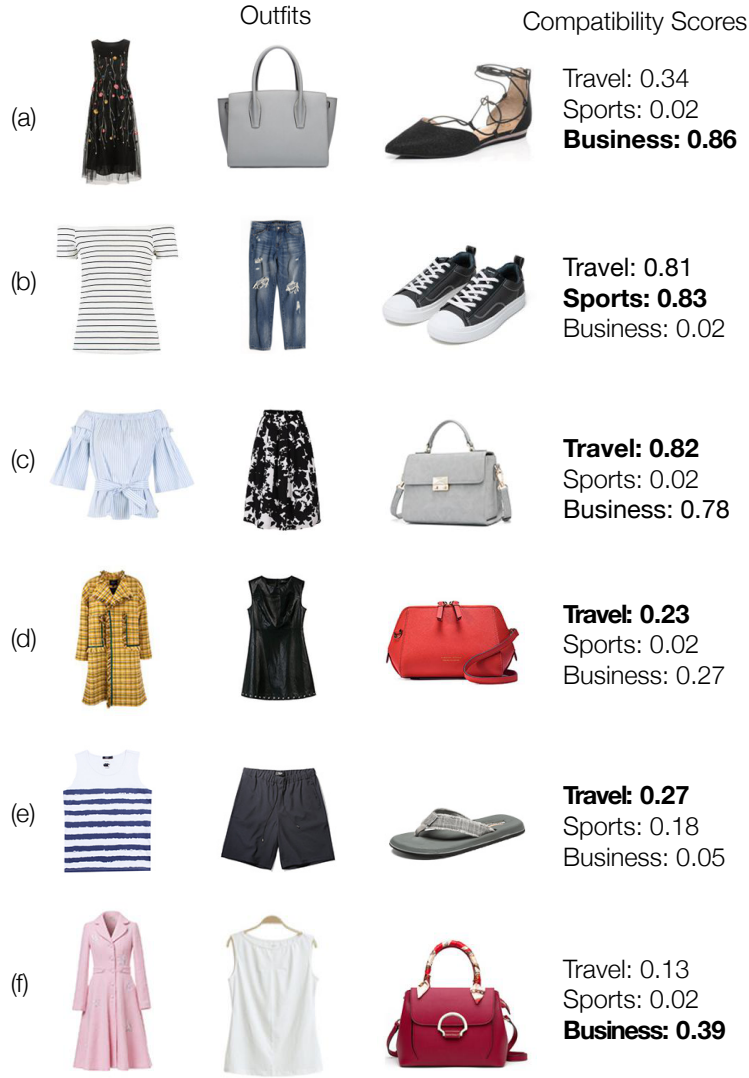 Outfits
Compatibility Scores
(a)
Travel: 0.34
Sports: 0.02
Business: 0.86
(b)
Travel: 0.81
Sports: 0.83
Business: 0.02
(c)
Travel: 0.82
Sports: 0.02
Business: 0.78
(d)
Travel: 0.23
Sports: 0.02
Business: 0.27
(e)
Travel: 0.27
Sports: 0.18
Business: 0.05
(f)
Travel: 0.13
Sports: 0.02
Business: 0.39